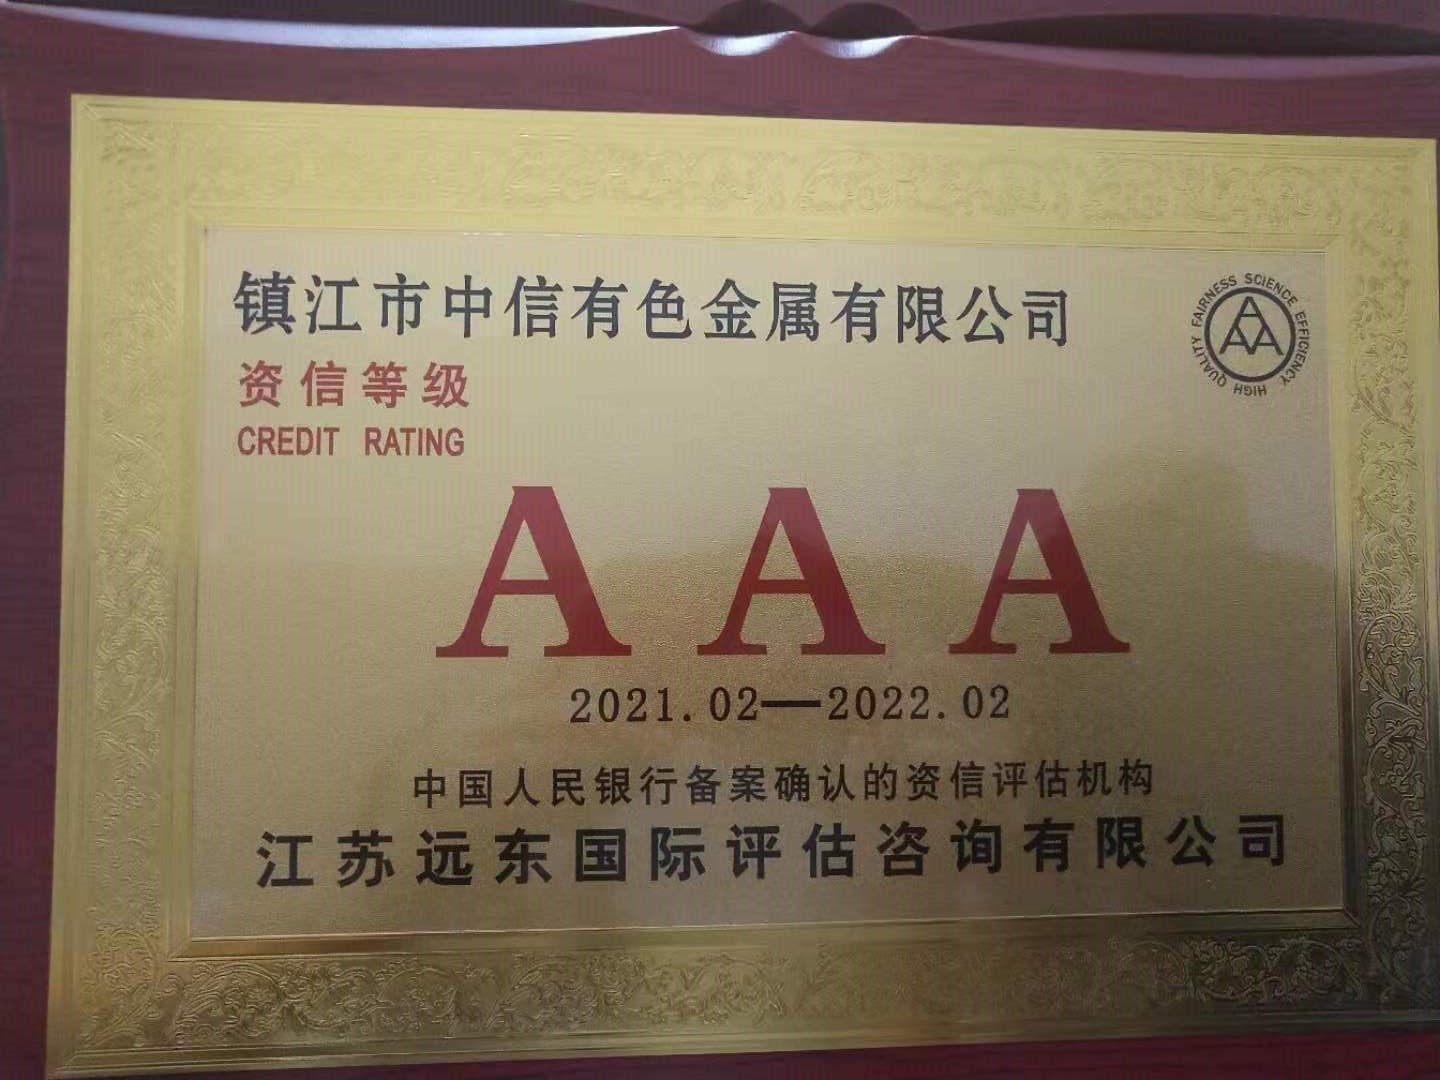 镇江市中信有色金属有限公司
FAIRNESS SCIENCE EFFICIENCY HIGH QUALITY
AAA
资信等级
CREDIT RATING
AAA
2021.02—2022.02
中国人民银行备案确认的资信评估机构
江苏远东国际评估咨询有限公司